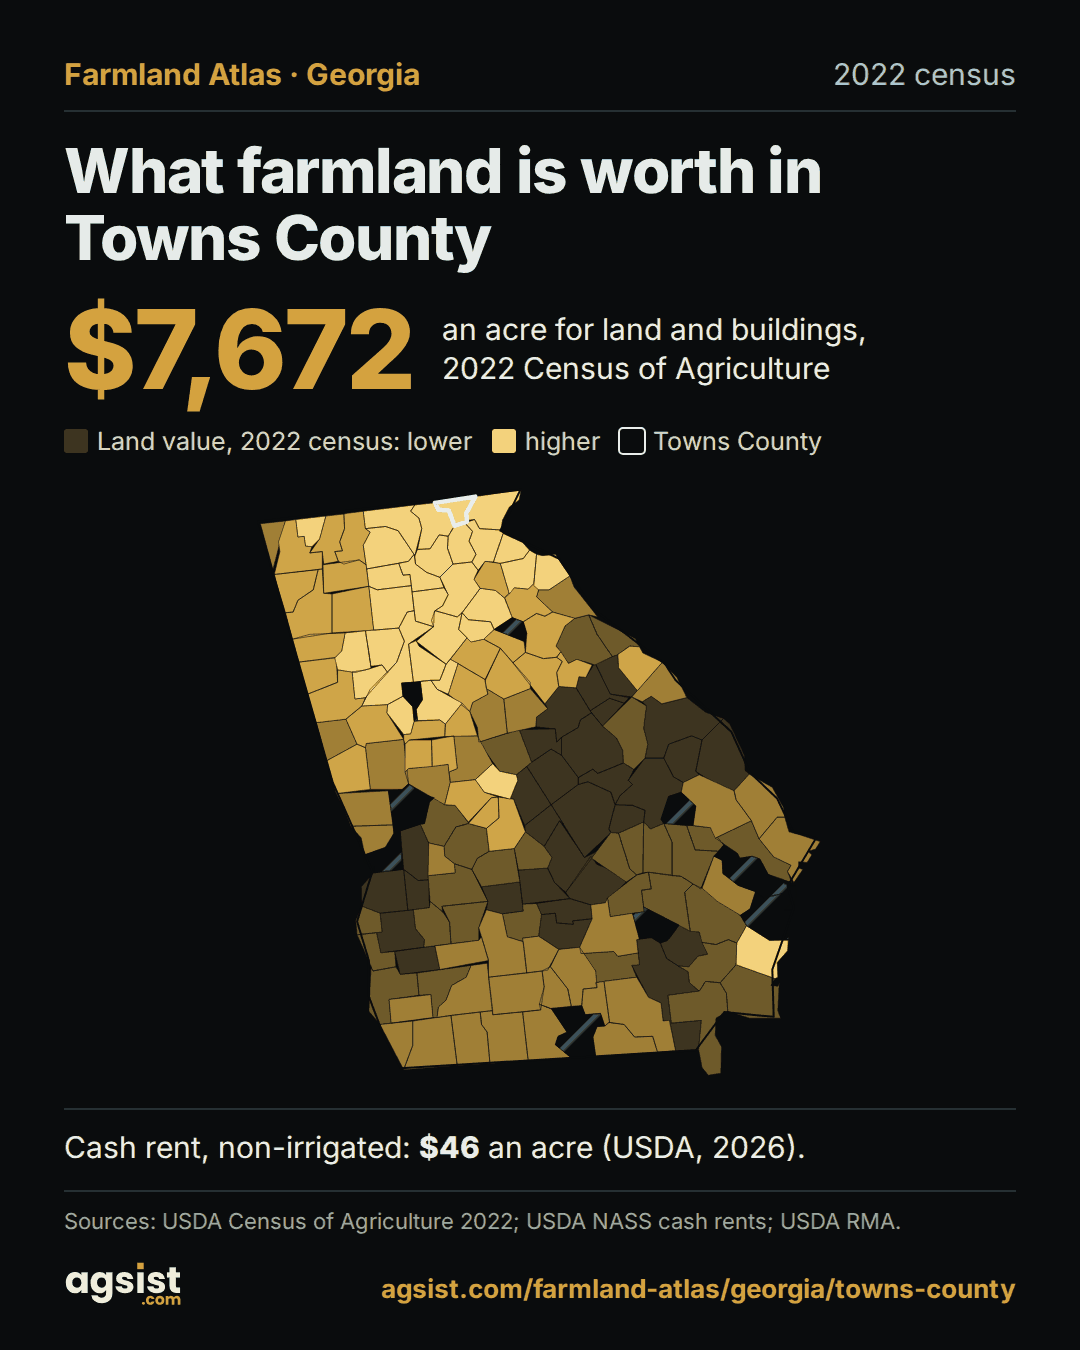 Farmland Atlas · Georgia
2022 census
What farmland is worth in
Towns County
$7,672
an acre for land and buildings,
2022 Census of Agriculture
Land value, 2022 census: lower
higher
Towns County
Cash rent, non-irrigated: $46 an acre (USDA, 2026).
Sources: USDA Census of Agriculture 2022; USDA NASS cash rents; USDA RMA.
agsist
.com
agsist.com/farmland-atlas/georgia/towns-county